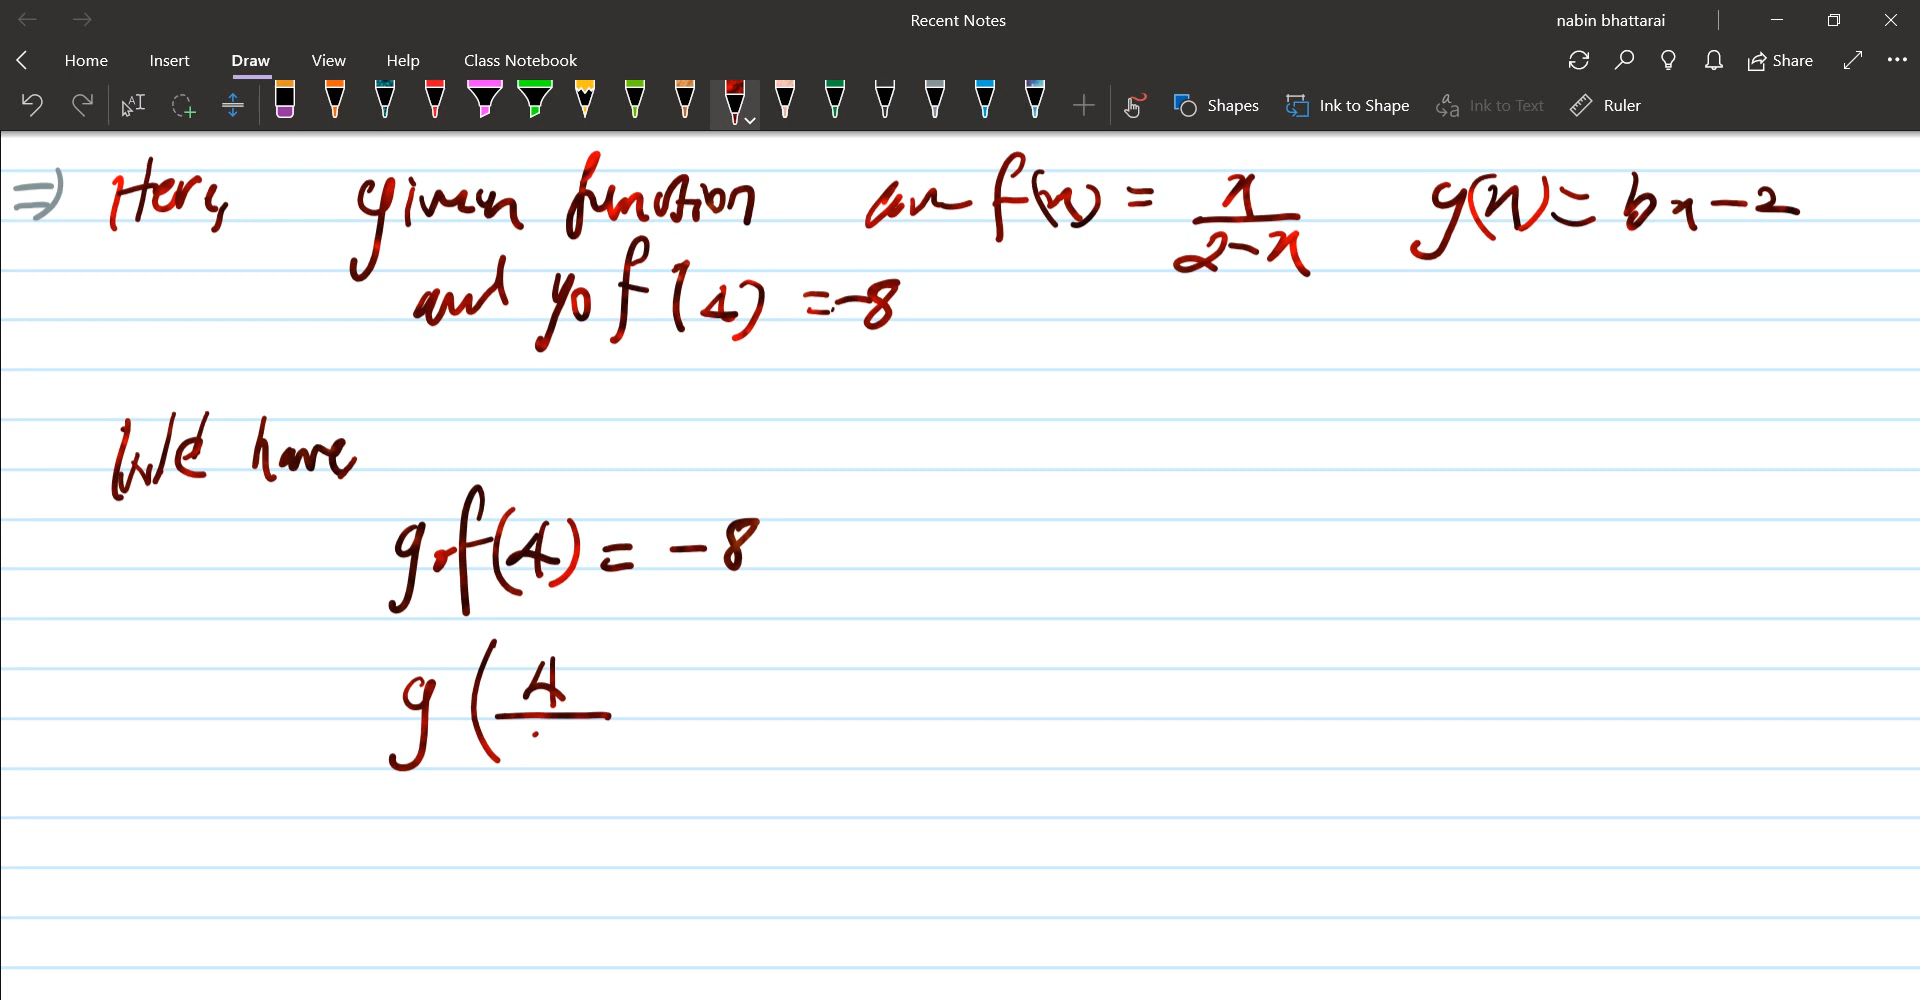 Recent Notes nabin bhattarai
Home Insert Draw View Help Class Notebook Share
Shapes Ink to Shape Ink to Text Ruler
⇒ Here, given function are f(x) = x/(2-x) g(x) = bx-2
and gof(4) = -8
We have
gof(4) = -8
g(4/